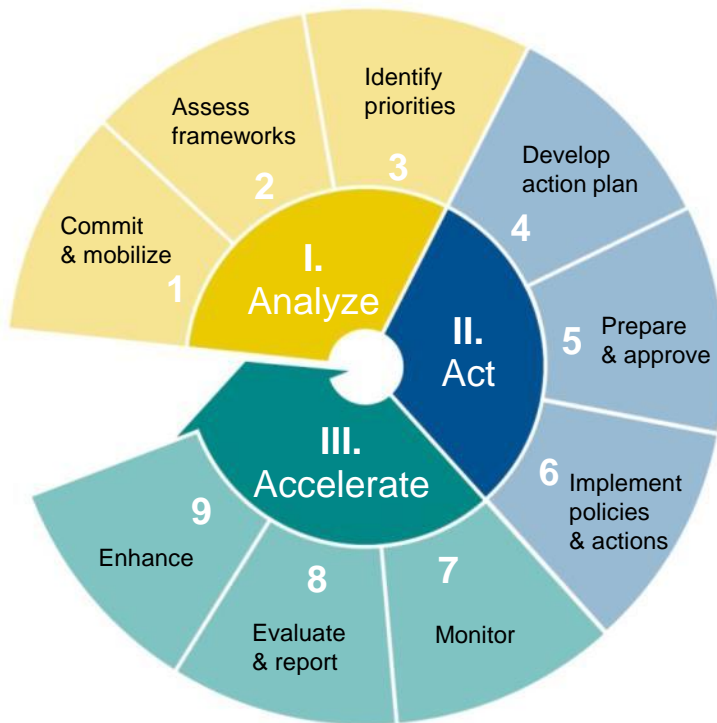 I.
Analyze
1
Commit
& mobilize
2
Assess
frameworks
3
Identify
priorities
II.
Act
4
Develop
action plan
5
Prepare
& approve
6
Implement
policies
& actions
III.
Accelerate
7
Monitor
8
Evaluate
& report
9
Enhance